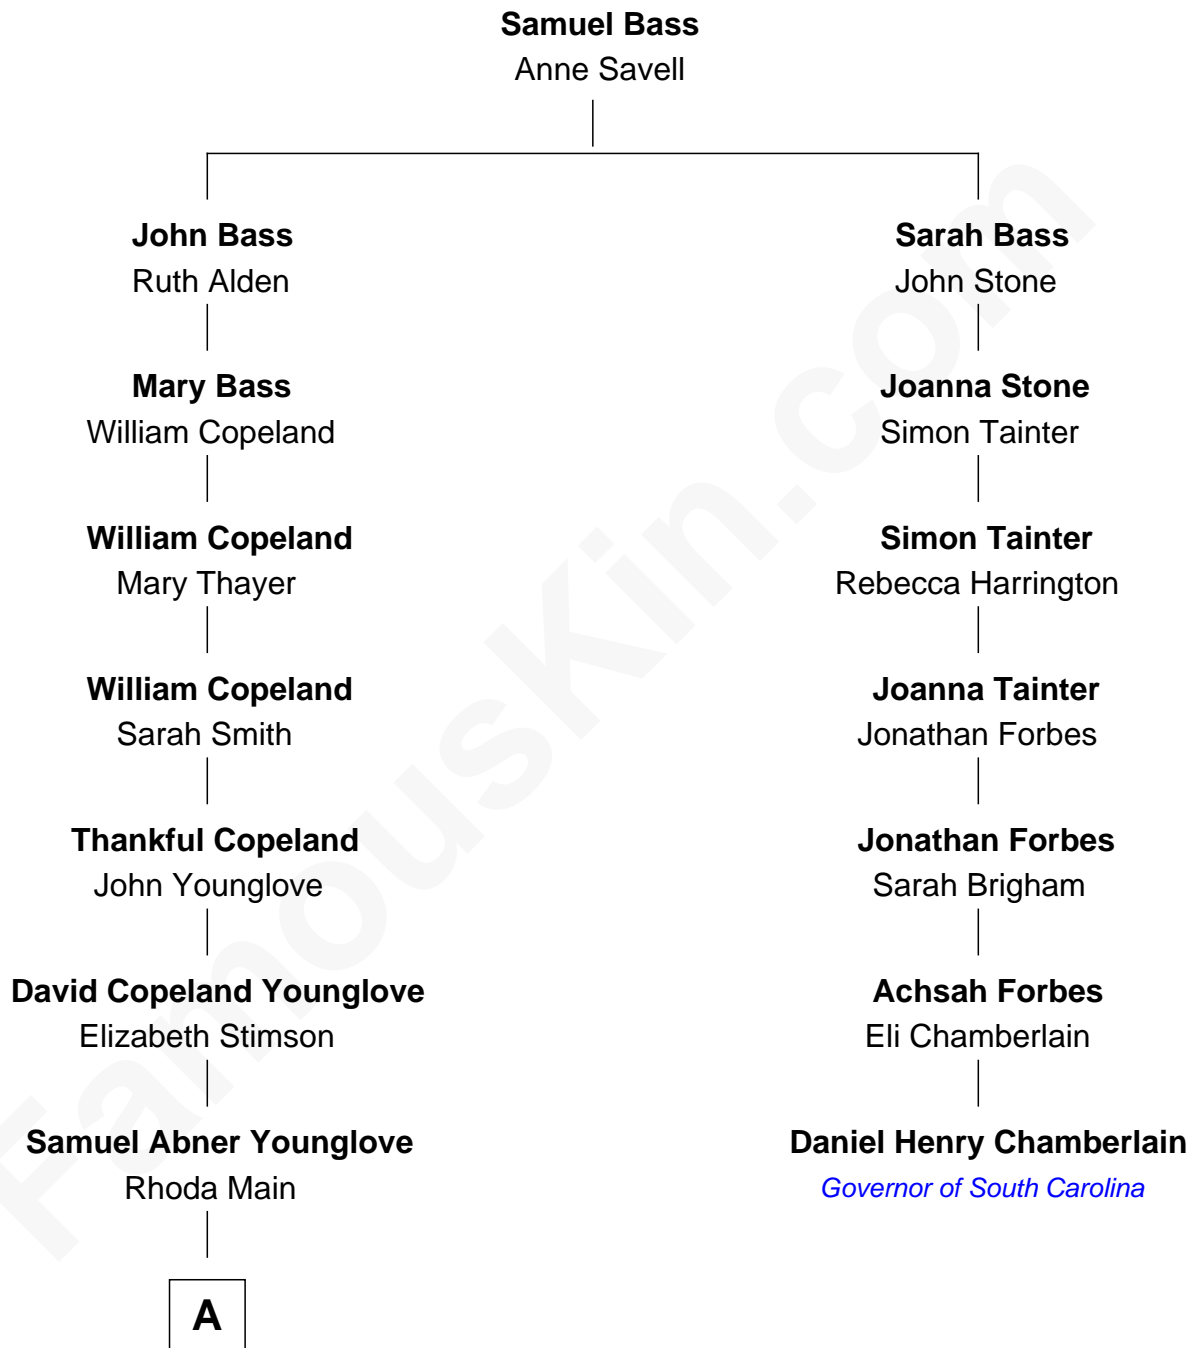 Samuel Bass
Anne Savell
John Bass
Ruth Alden
Sarah Bass
John Stone
Mary Bass
William Copeland
Joanna Stone
Simon Tainter
William Copeland
Mary Thayer
Simon Tainter
Rebecca Harrington
William Copeland
Sarah Smith
Joanna Tainter
Jonathan Forbes
Thankful Copeland
John Younglove
Jonathan Forbes
Sarah Brigham
David Copeland Younglove
Elizabeth Stimson
Achsah Forbes
Eli Chamberlain
Samuel Abner Younglove
Rhoda Main
Daniel Henry Chamberlain
Governor of South Carolina
A
FamousKin.com